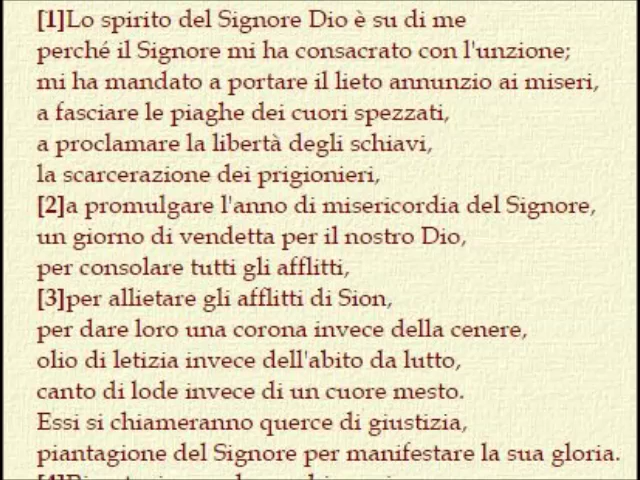 [1]Lo spirito del Signore Dio è su di me
perché il Signore mi ha consacrato con l'unzione;
mi ha mandato a portare il lieto annunzio ai miseri,
a fasciare le piaghe dei cuori spezzati,
a proclamare la libertà degli schiavi,
la scarcerazione dei prigionieri,
[2]a promulgare l'anno di misericordia del Signore,
un giorno di vendetta per il nostro Dio,
per consolare tutti gli afflitti,
[3]per allietare gli afflitti di Sion,
per dare loro una corona invece della cenere,
olio di letizia invece dell'abito da lutto,
canto di lode invece di un cuore mesto.
Essi si chiameranno querce di giustizia,
piantagione del Signore per manifestare la sua gloria.